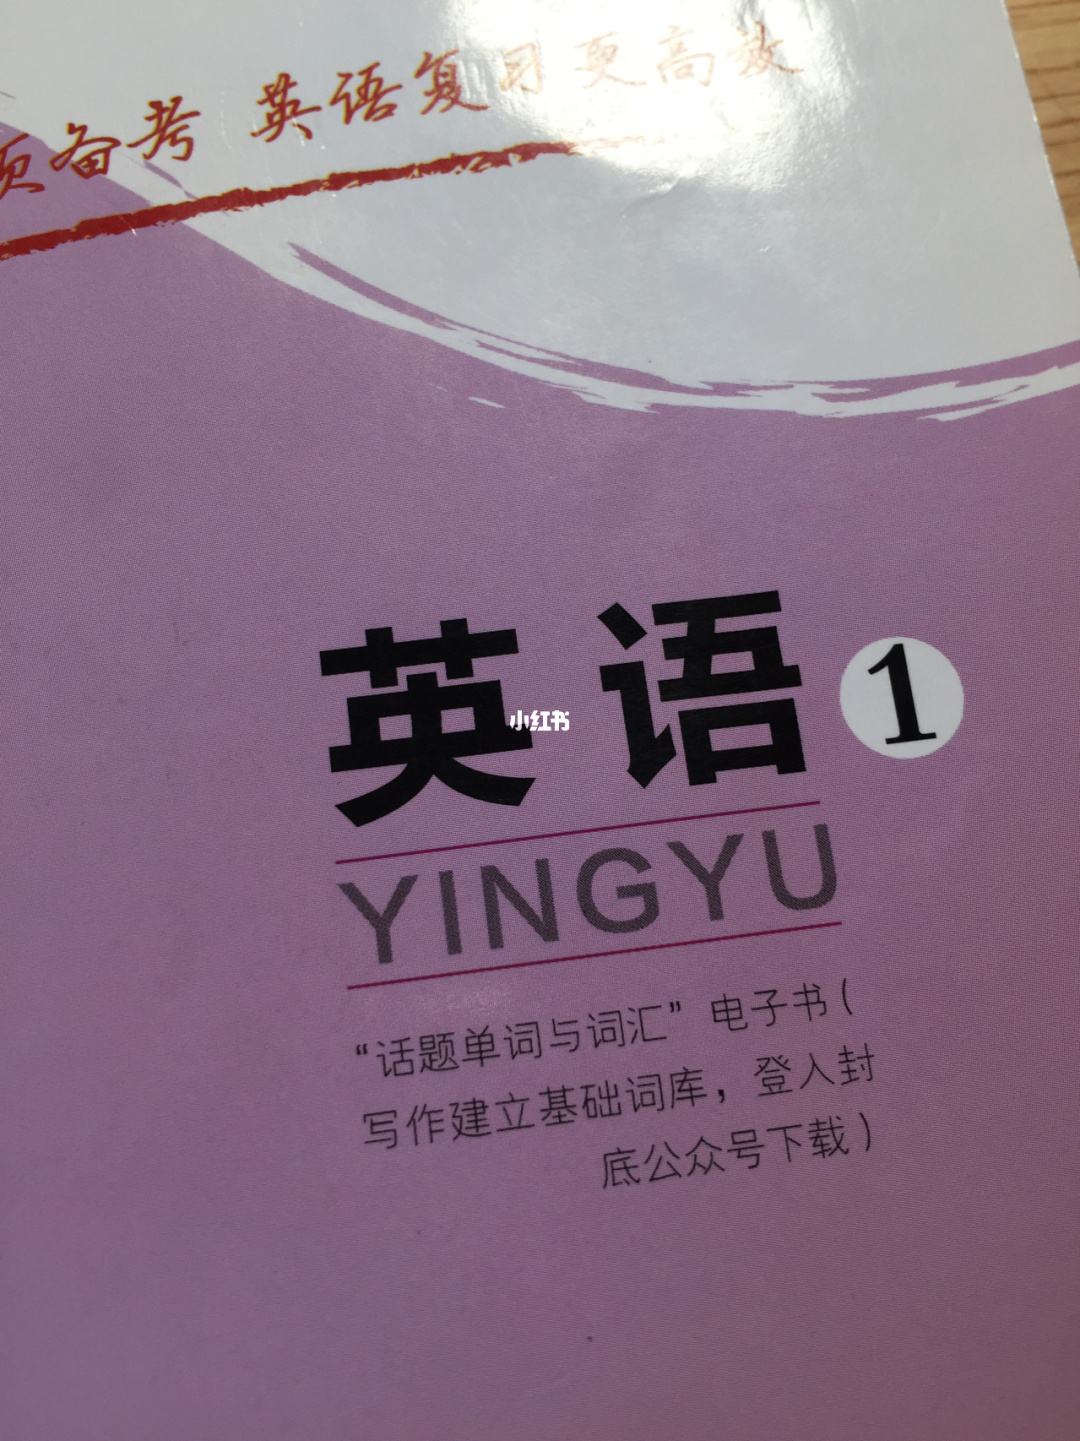 备考 英语复习更高效
英语1
小红书
YINGYU
“话题单词与词汇”电子书(
写作建立基础词库，登入封
底公众号下载)